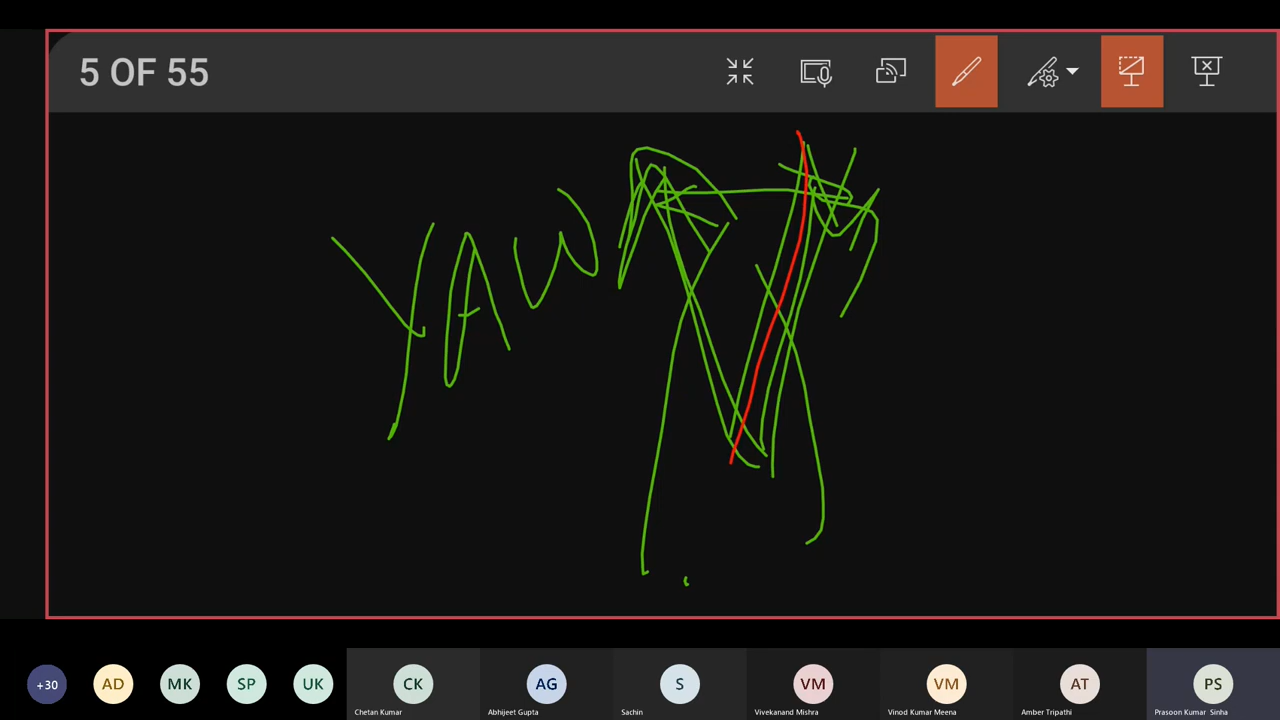 5 OF 55
YAW
+30 AD MK SP UK CK AG S VM VM AT PS
Chetan Kumar Abhijeet Gupta Sachin Vivekanand Mishra Vinod Kumar Meena Amber Tripathi Prasoon Kumar Sinha